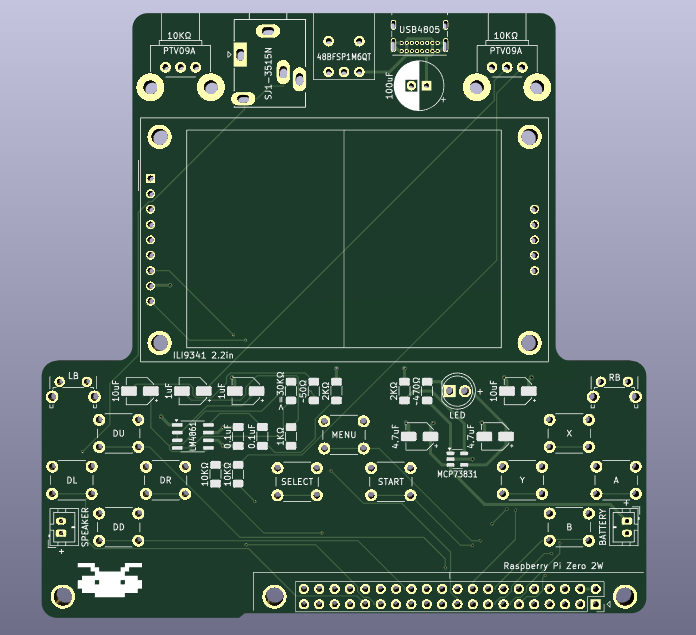 10KΩ
PTV09A
SJ1-3515N
48BFSP1M6QT
USB4805
100uF
+
10KΩ
PTV09A
ILI9341 2.2in
LB
10uF
1uF
1uF
>=30KΩ
~50Ω
2KΩ
2KΩ
~470Ω
+
LED
10uF
RB
DU
LM4861
0.1uF
0.1uF
1KΩ
MENU
4.7uF
4.7uF
MCP73831
X
DL
DR
10KΩ
10KΩ
SELECT
START
Y
A
SPEAKER
+
DD
B
BATTERY
+
Raspberry Pi Zero 2W